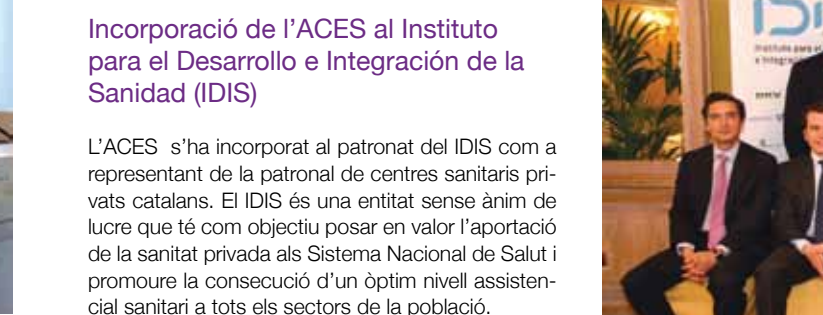 Incorporació de l’ACES al Instituto
para el Desarrollo e Integración de la
Sanidad (IDIS)
L’ACES s’ha incorporat al patronat del IDIS com a
representant de la patronal de centres sanitaris pri-
vats catalans. El IDIS és una entitat sense ànim de
lucre que té com objectiu posar en valor l’aportació
de la sanitat privada als Sistema Nacional de Salut i
promoure la consecució d’un òptim nivell assisten-
cial sanitari a tots els sectors de la població.